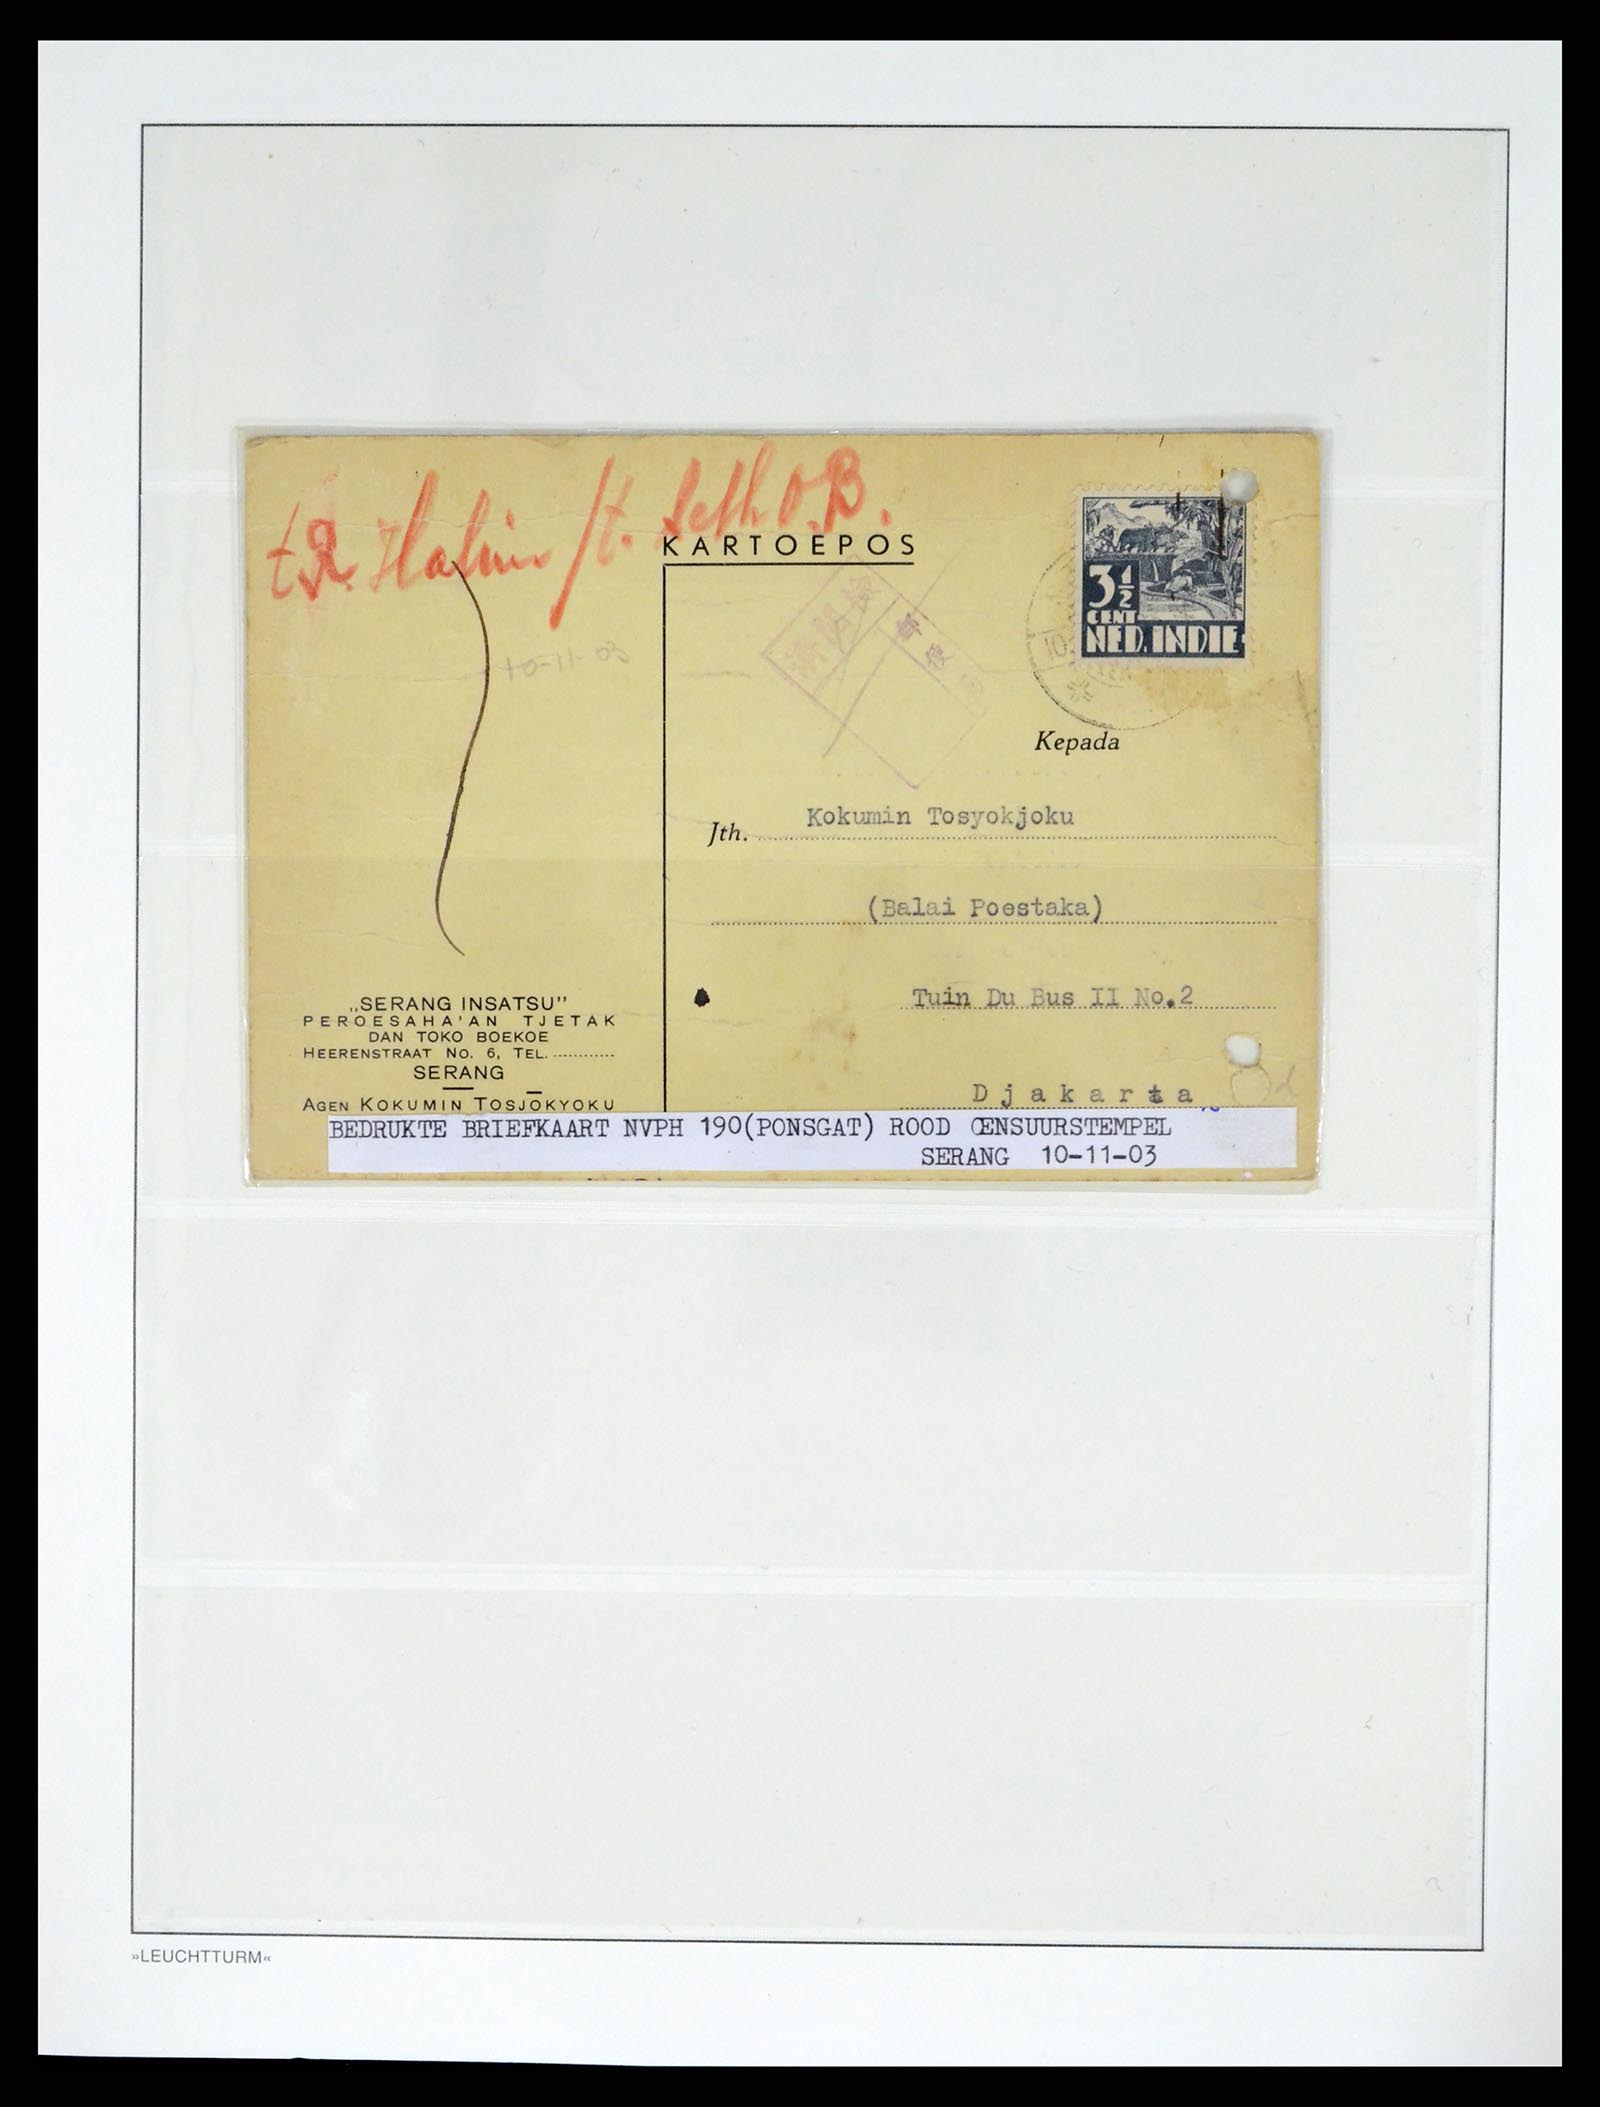 KARTOEPOS
10-11-03
3½
CENT
NED. INDIE
10
Kepada
Jth. Kokumin Tosyokjoku
(Balai Poestaka)
Tuin Du Bus II No.2
Djakarta
„SERANG INSATSU”
PEROESAHA'AN TJETAK
DAN TOKO BOEKOE
HEERENSTRAAT No. 6, TEL. ............
SERANG
AGEN KOKUMIN TOSJŌKYOKU
BEDRUKTE BRIEFKAART NVPH 190(PONSGAT) ROOD CENSUURSTEMPEL
SERANG 10-11-03
»LEUCHTTURM«